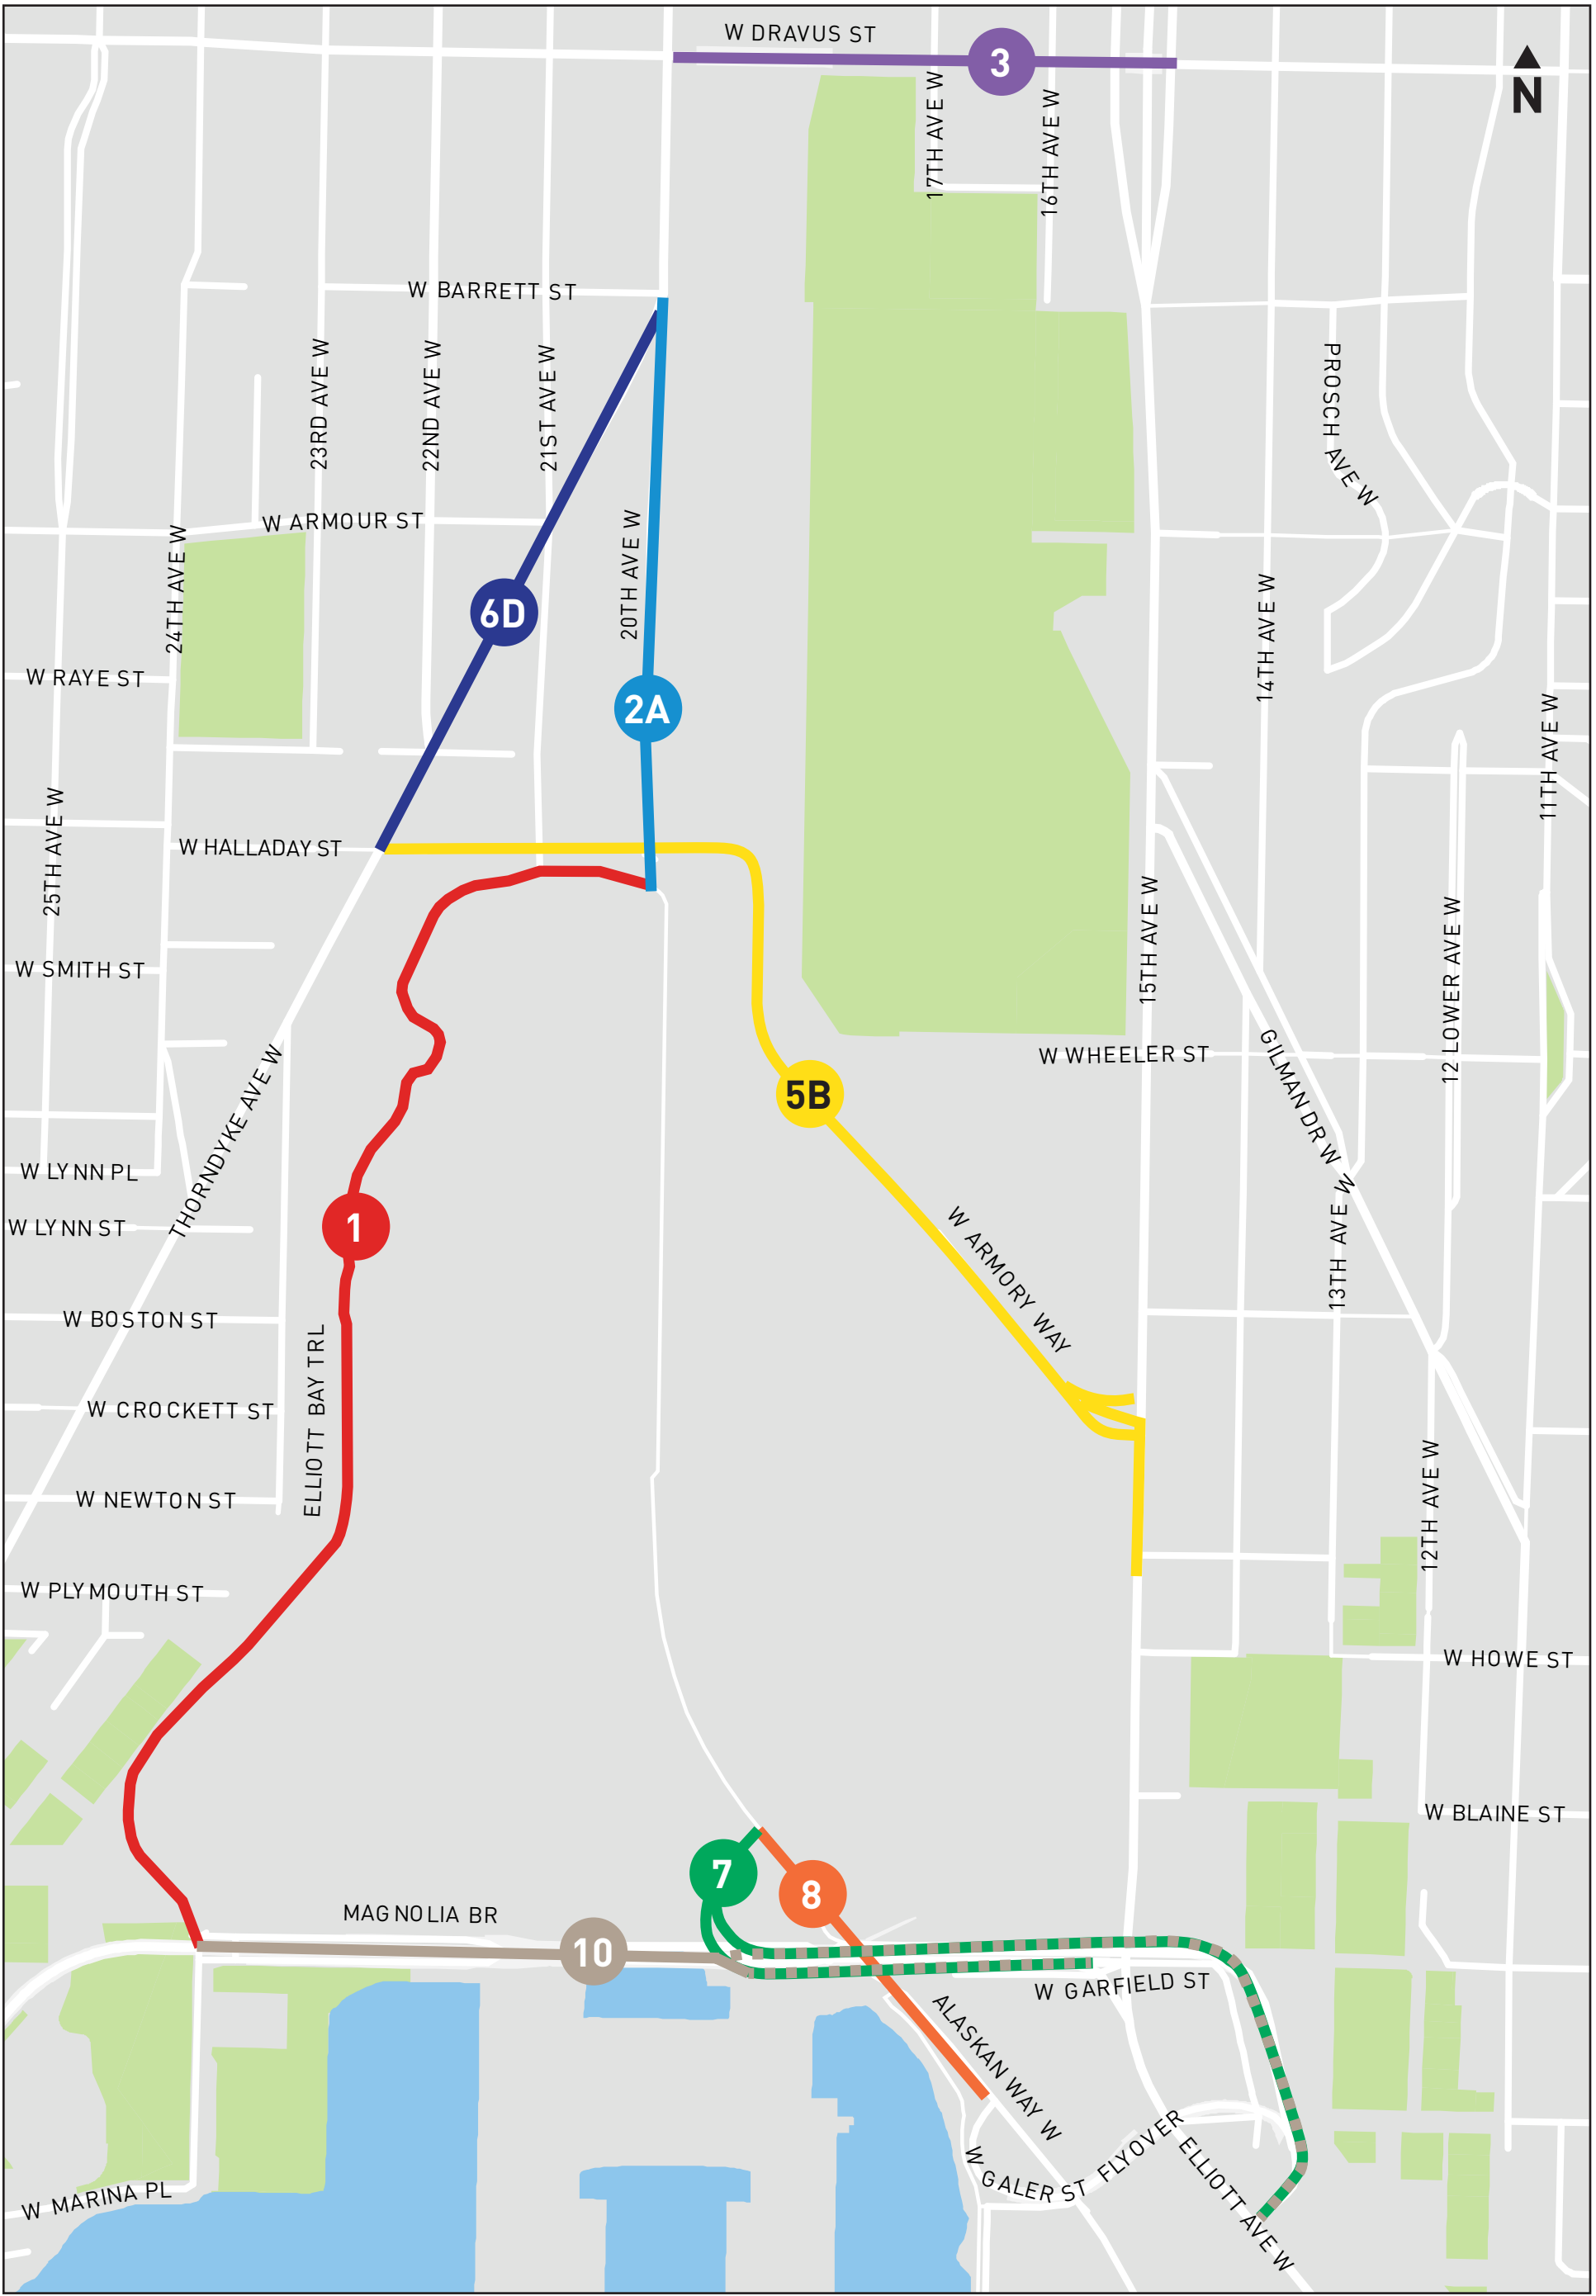 W DRAVUS ST
3
N
17TH AVE W
16TH AVE W
W BARRETT ST
23RD AVE W
22ND AVE W
21ST AVE W
PROSCH AVE W
W ARMOUR ST
24TH AVE W
20TH AVE W
6D
14TH AVE W
W RAYE ST
2A
11TH AVE W
25TH AVE W
W HALLADAY ST
15TH AVE W
12 LOWER AVE W
W SMITH ST
W WHEELER ST
GILMAN DR W
5B
THORNDYKE AVE W
W LYNN PL
13TH AVE W
W LYNN ST
1
W ARMORY WAY
W BOSTON ST
ELLIOTT BAY TRL
W CROCKETT ST
12TH AVE W
W NEWTON ST
W PLYMOUTH ST
W HOWE ST
W BLAINE ST
7
8
MAGNOLIA BR
10
W GARFIELD ST
ALASKAN WAY W
W GALER ST FLYOVER
ELLIOTT AVE W
W MARINA PL